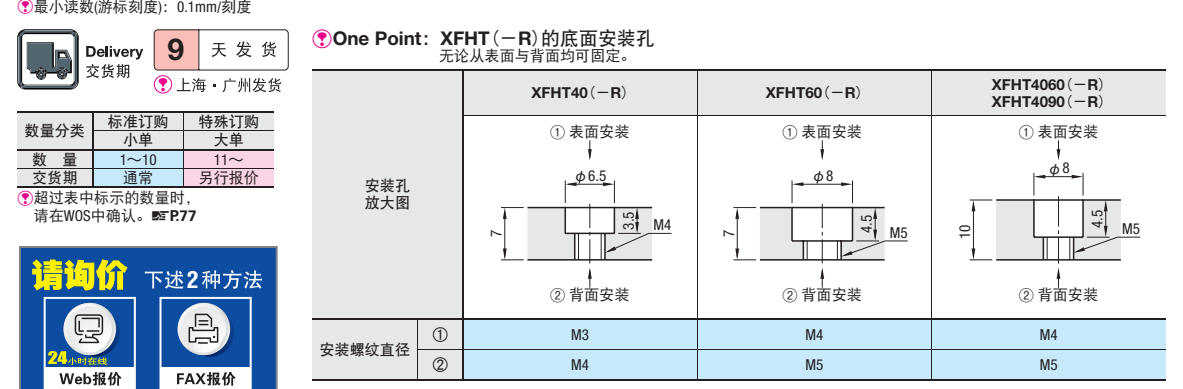 ?最小读数(游标刻度)：0.1mm/刻度
Delivery
交货期
9 天发货
?上海・广州发货
数量分类 标准订购 特殊订购
小单 大单
数 量 1～10 11～
交货期 通常 另行报价
?超过表中标示的数量时，
请在WOS中确认。☞P.77
请询价 下述2种方法
24小时在线
Web报价 FAX报价
?One Point：XFHT(－R)的底面安装孔
无论从表面与背面均可固定。
XFHT40(－R) XFHT60(－R) XFHT4060(－R)
XFHT4090(－R)
安装孔
放大图
① 表面安装 ① 表面安装 ① 表面安装
φ6.5 φ8 φ8
7 3.5 M4 7 4.5 M5 10 4.5 M5
② 背面安装 ② 背面安装 ② 背面安装
安装螺纹直径 ① M3 M4 M4
② M4 M5 M5